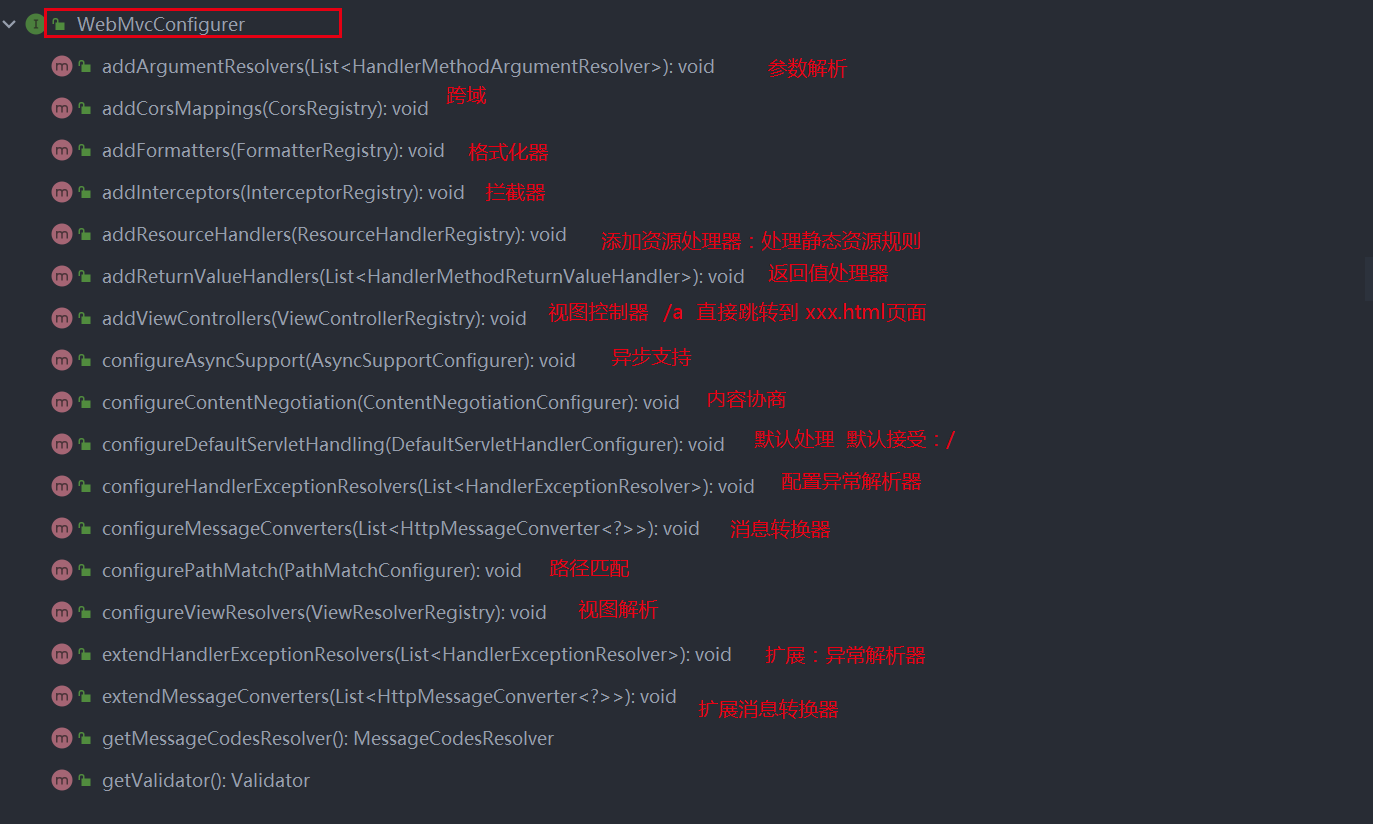 WebMvcConfigurer
addArgumentResolvers(List<HandlerMethodArgumentResolver>): void 参数解析
addCorsMappings(CorsRegistry): void 跨域
addFormatters(FormatterRegistry): void 格式化器
addInterceptors(InterceptorRegistry): void 拦截器
addResourceHandlers(ResourceHandlerRegistry): void 添加资源处理器：处理静态资源规则
addReturnValueHandlers(List<HandlerMethodReturnValueHandler>): void 返回值处理器
addViewControllers(ViewControllerRegistry): void 视图控制器 /a 直接跳转到 xxx.html页面
configureAsyncSupport(AsyncSupportConfigurer): void 异步支持
configureContentNegotiation(ContentNegotiationConfigurer): void 内容协商
configureDefaultServletHandling(DefaultServletHandlerConfigurer): void 默认处理 默认接受：/
configureHandlerExceptionResolvers(List<HandlerExceptionResolver>): void 配置异常解析器
configureMessageConverters(List<HttpMessageConverter<?>>): void 消息转换器
configurePathMatch(PathMatchConfigurer): void 路径匹配
configureViewResolvers(ViewResolverRegistry): void 视图解析
extendHandlerExceptionResolvers(List<HandlerExceptionResolver>): void 扩展：异常解析器
extendMessageConverters(List<HttpMessageConverter<?>>): void 扩展消息转换器
getMessageCodesResolver(): MessageCodesResolver
getValidator(): Validator